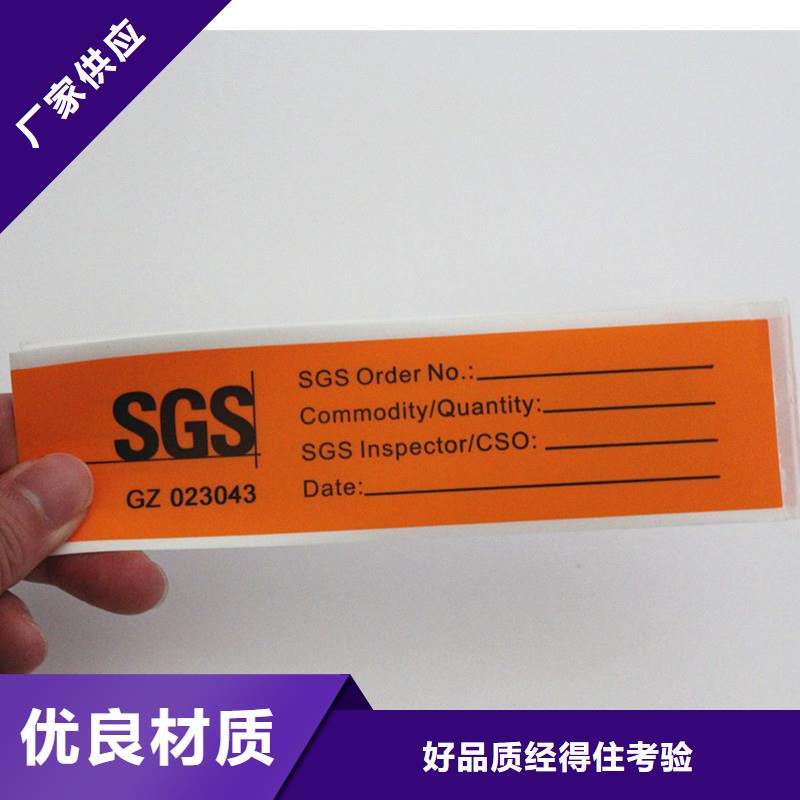 厂家供应
SGS
GZ 023043
SGS Order No.:
Commodity/Quantity:
SGS Inspector/CSO:
Date:
优良材质
好品质经得住考验